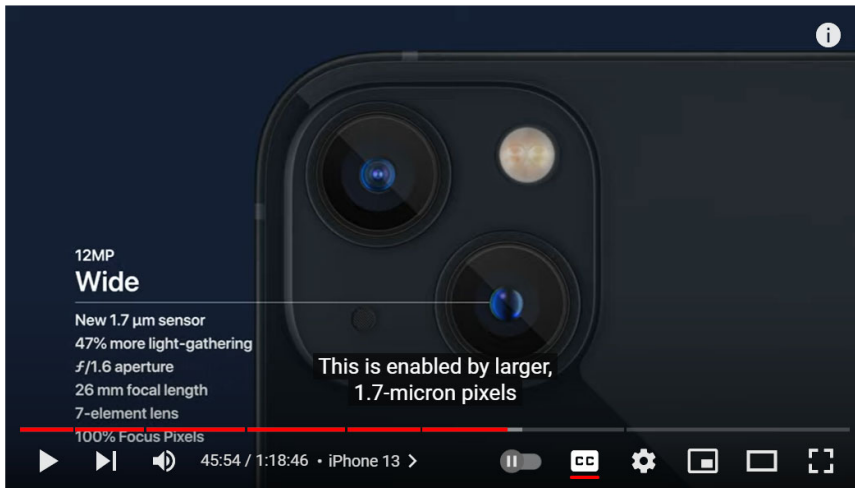 12MP
Wide
New 1.7 µm sensor
47% more light-gathering
ƒ/1.6 aperture
26 mm focal length
7-element lens
100% Focus Pixels
This is enabled by larger,
1.7-micron pixels
45:54 / 1:18:46 • iPhone 13 >
CC